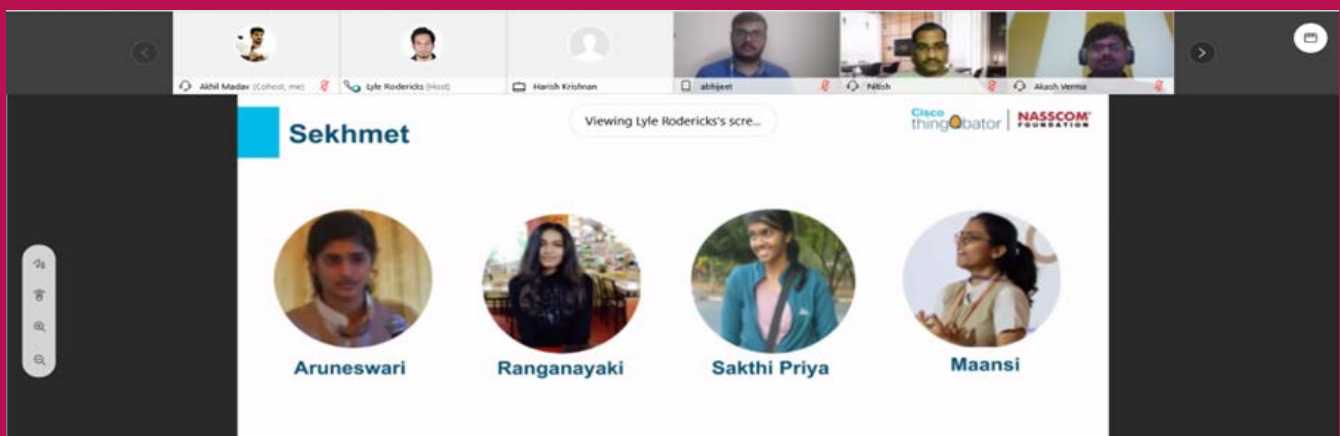 Akhil Madav (Cohost, me)
Lyle Rodericks (Host)
Harish Krishnan
abhijeet
Nitish
Akash Verma
Sekhmet
Viewing Lyle Rodericks's scre...
Cisco
thingQbator
NASSCOM
FOUNDATION
Aruneswari
Ranganayaki
Sakthi Priya
Maansi